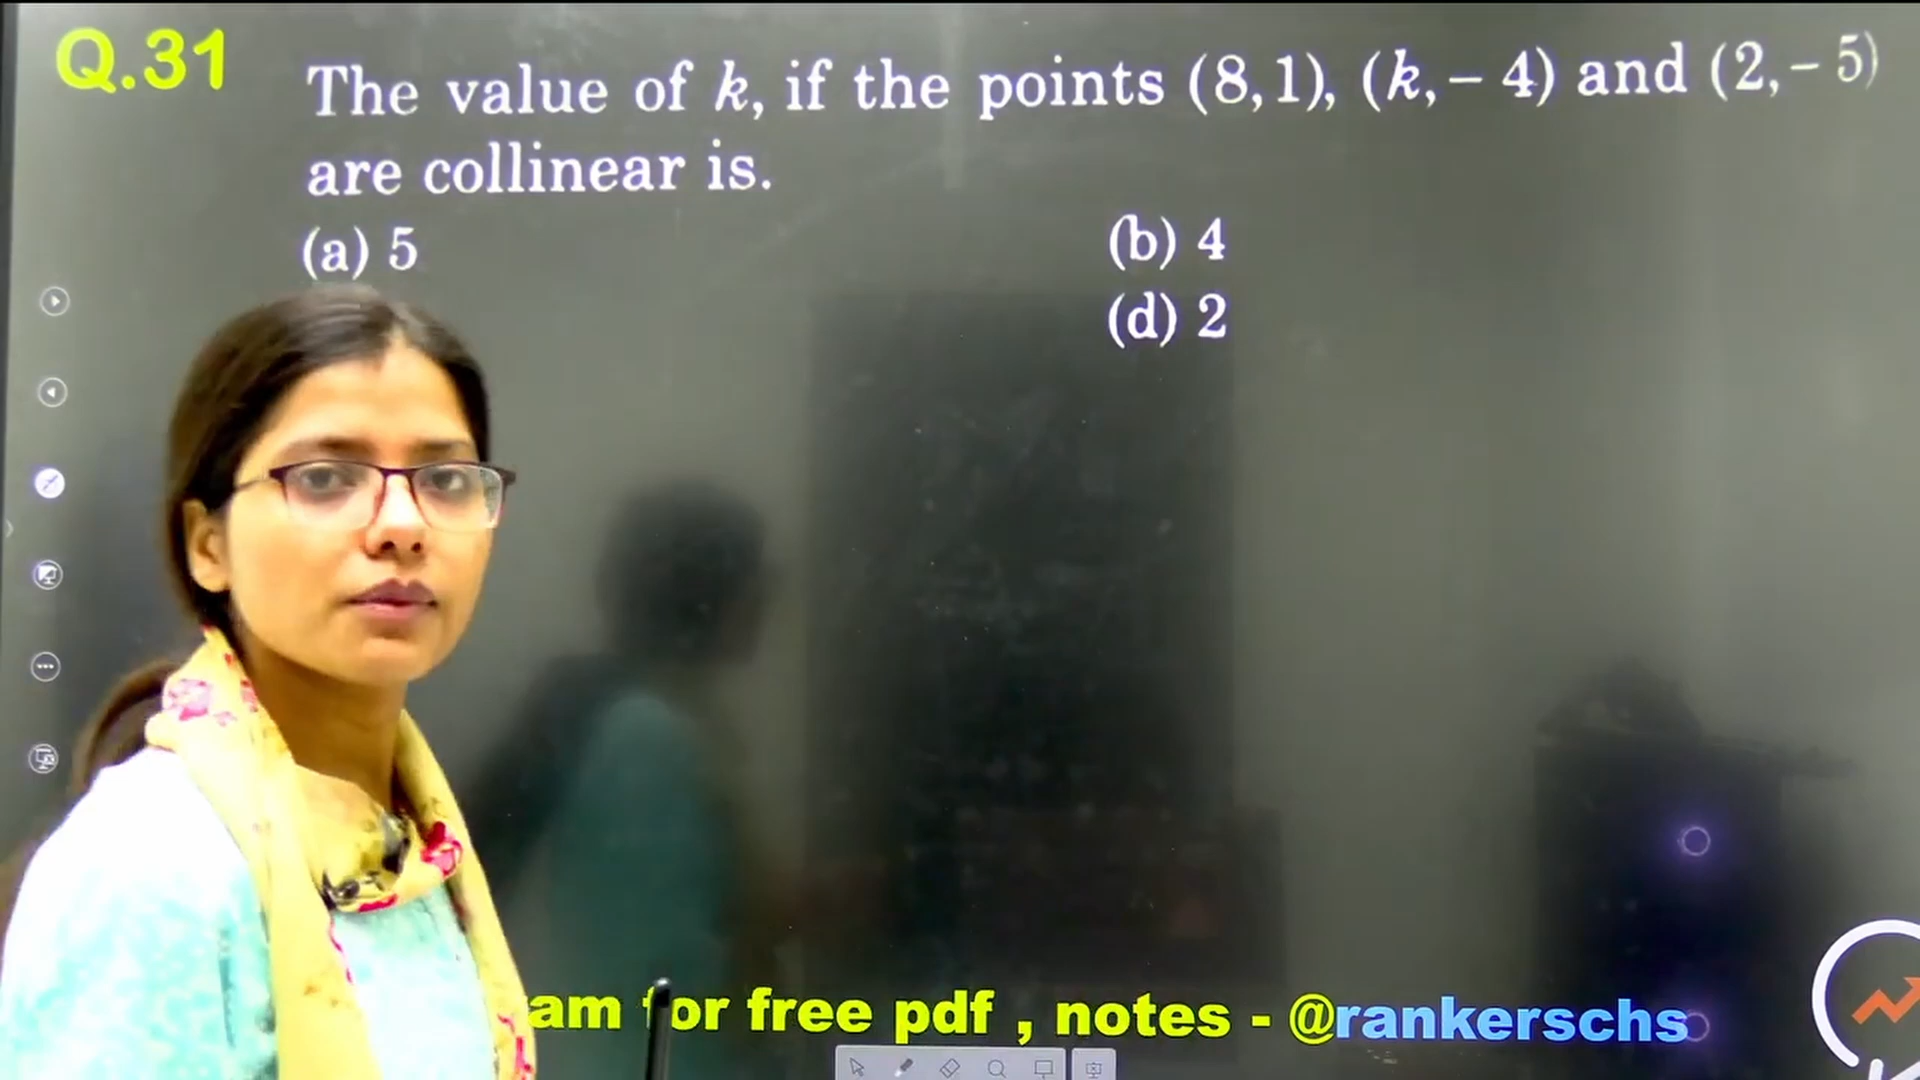 Q.31
The value of k, if the points (8,1), (k,– 4) and (2,– 5)
are collinear is.
(a) 5
(b) 4
(d) 2
for free pdf , notes - @rankerschs